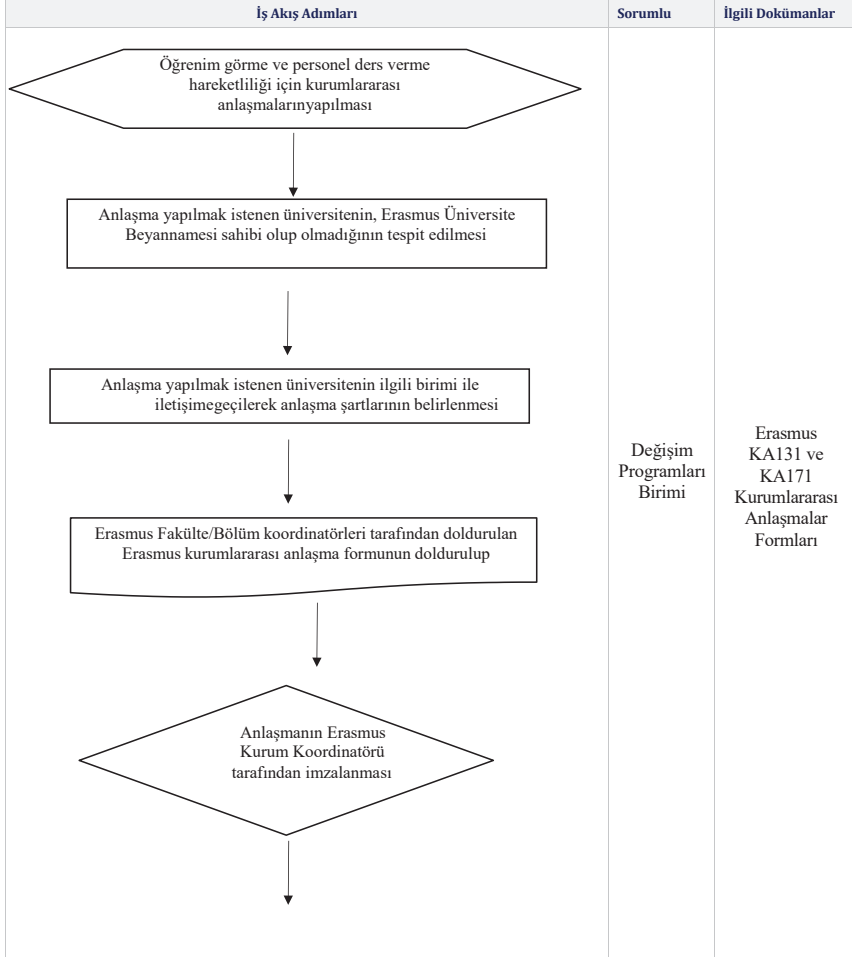 İş Akış Adımları
Sorumlu
İlgili Dokümanlar
Öğrenim görme ve personel ders verme
hareketliliği için kurumlararası
anlaşmalarınyapılması
Anlaşma yapılmak istenen üniversitenin, Erasmus Üniversite
Beyannamesi sahibi olup olmadığının tespit edilmesi
Anlaşma yapılmak istenen üniversitenin ilgili birimi ile
iletişimegeçilerek anlaşma şartlarının belirlenmesi
Erasmus Fakülte/Bölüm koordinatörleri tarafından doldurulan
Erasmus kurumlararası anlaşma formunun doldurulup
Anlaşmanın Erasmus
Kurum Koordinatörü
tarafından imzalanması
Değişim
Programları
Birimi
Erasmus
KA131 ve
KA171
Kurumlararası
Anlaşmalar
Formları